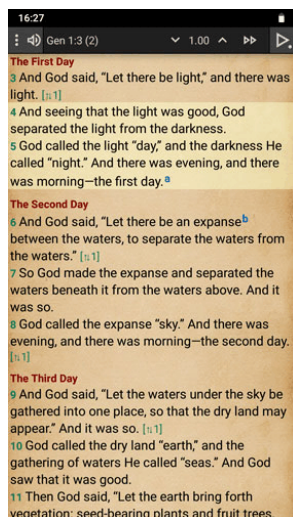 16:27
Gen 1:3 (2) 1.00
The First Day
3 And God said, “Let there be light,” and there was
light. [⇅1]
4 And seeing that the light was good, God
separated the light from the darkness.
5 God called the light “day,” and the darkness He
called “night.” And there was evening, and there
was morning—the first day.a
The Second Day
6 And God said, “Let there be an expanseb
between the waters, to separate the waters from
the waters.” [⇅1]
7 So God made the expanse and separated the
waters beneath it from the waters above. And it
was so.
8 God called the expanse “sky.” And there was
evening, and there was morning—the second day.
[⇅1]
The Third Day
9 And God said, “Let the waters under the sky be
gathered into one place, so that the dry land may
appear.” And it was so. [⇅1]
10 God called the dry land “earth,” and the
gathering of waters He called “seas.” And God
saw that it was good.
11 Then God said, “Let the earth bring forth
vegetation: seed-bearing plants and fruit trees,